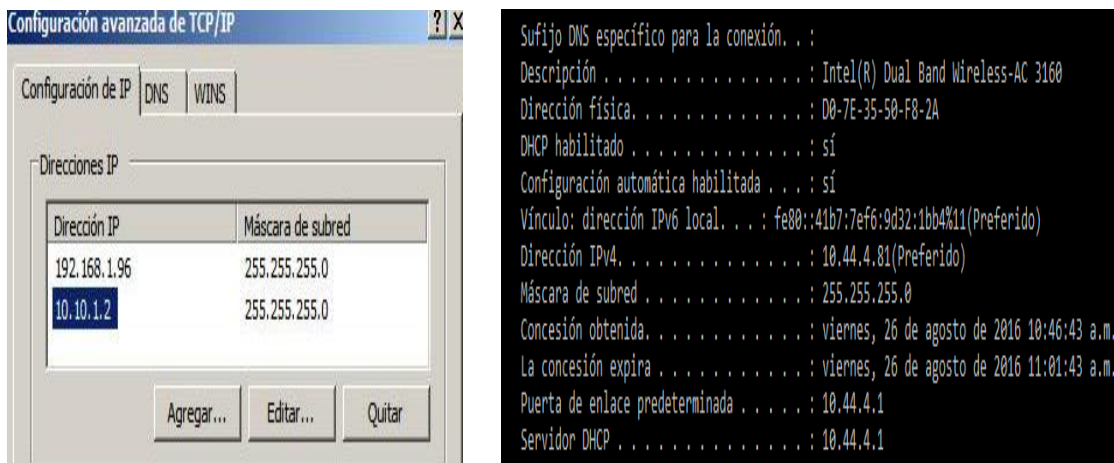 Configuración avanzada de TCP/IP
? X
Configuración de IP DNS WINS
Direcciones IP
Dirección IP Máscara de subred
192.168.1.96 255.255.255.0
10.10.1.2 255.255.255.0
Agregar... Editar... Quitar
Sufijo DNS específico para la conexión. . :
Descripción . . . . . . . . . . . . . . . : Intel(R) Dual Band Wireless-AC 3160
Dirección física. . . . . . . . . . . . . : D0-7E-35-50-F8-2A
DHCP habilitado . . . . . . . . . . . . . : sí
Configuración automática habilitada . . . : sí
Vínculo: dirección IPv6 local. . . : fe80::41b7:7ef6:9d32:1bb4%11(Preferido)
Dirección IPv4. . . . . . . . . . . . . . : 10.44.4.81(Preferido)
Máscara de subred . . . . . . . . . . . . : 255.255.255.0
Concesión obtenida. . . . . . . . . . . . : viernes, 26 de agosto de 2016 10:46:43 a.m.
La concesión expira . . . . . . . . . . . : viernes, 26 de agosto de 2016 11:01:43 a.m.
Puerta de enlace predeterminada . . . . . : 10.44.4.1
Servidor DHCP . . . . . . . . . . . . . . : 10.44.4.1